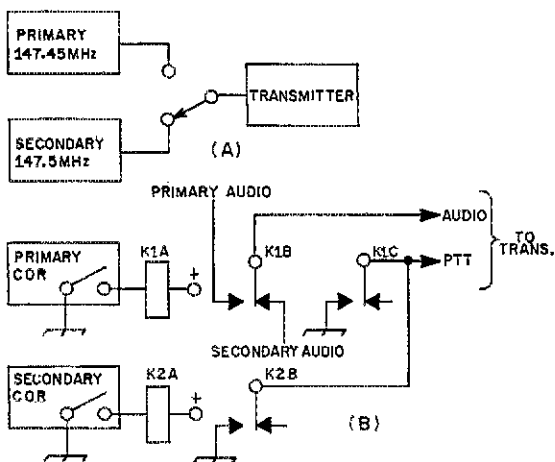 PRIMARY
147.45MHz
TRANSMITTER
SECONDARY
147.5MHz
(A)
PRIMARY AUDIO
AUDIO
TO
TRANS.
K1A
+
K1B
K1C
PTT
PRIMARY
COR
SECONDARY AUDIO
K2A
+
K2B
SECONDARY
COR
(B)